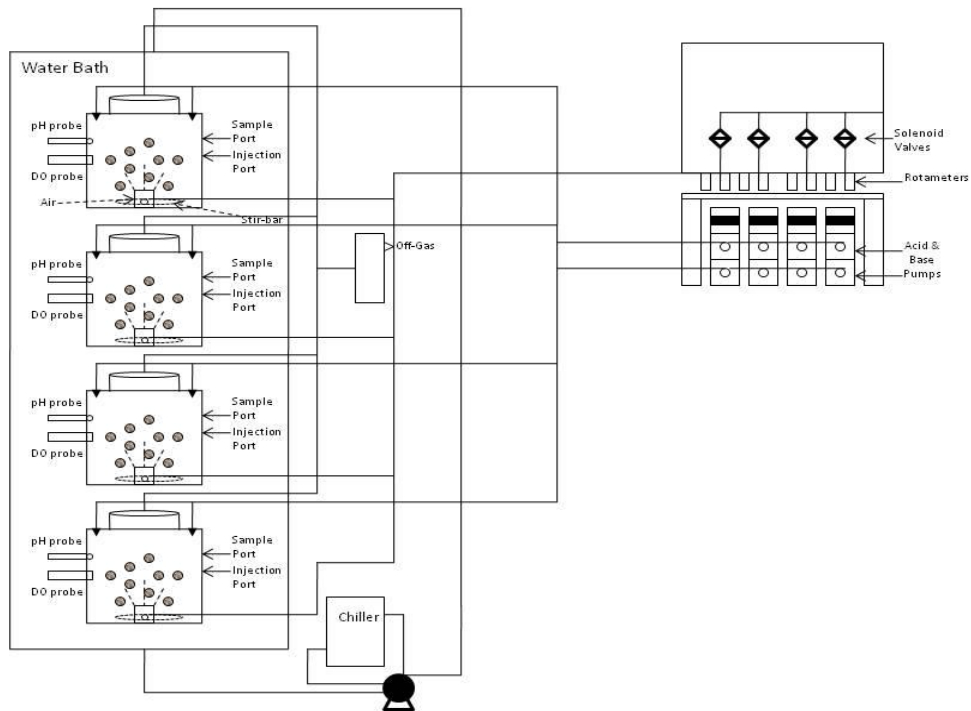 Water Bath
pH probe
DO probe
Air
Sample
Port
Injection
Port
Stir-bar
pH probe
DO probe
Sample
Port
Injection
Port
pH probe
DO probe
Sample
Port
Injection
Port
pH probe
DO probe
Sample
Port
Injection
Port
Off-Gas
Chiller
Solenoid
Valves
Rotameters
Acid &
Base
Pumps